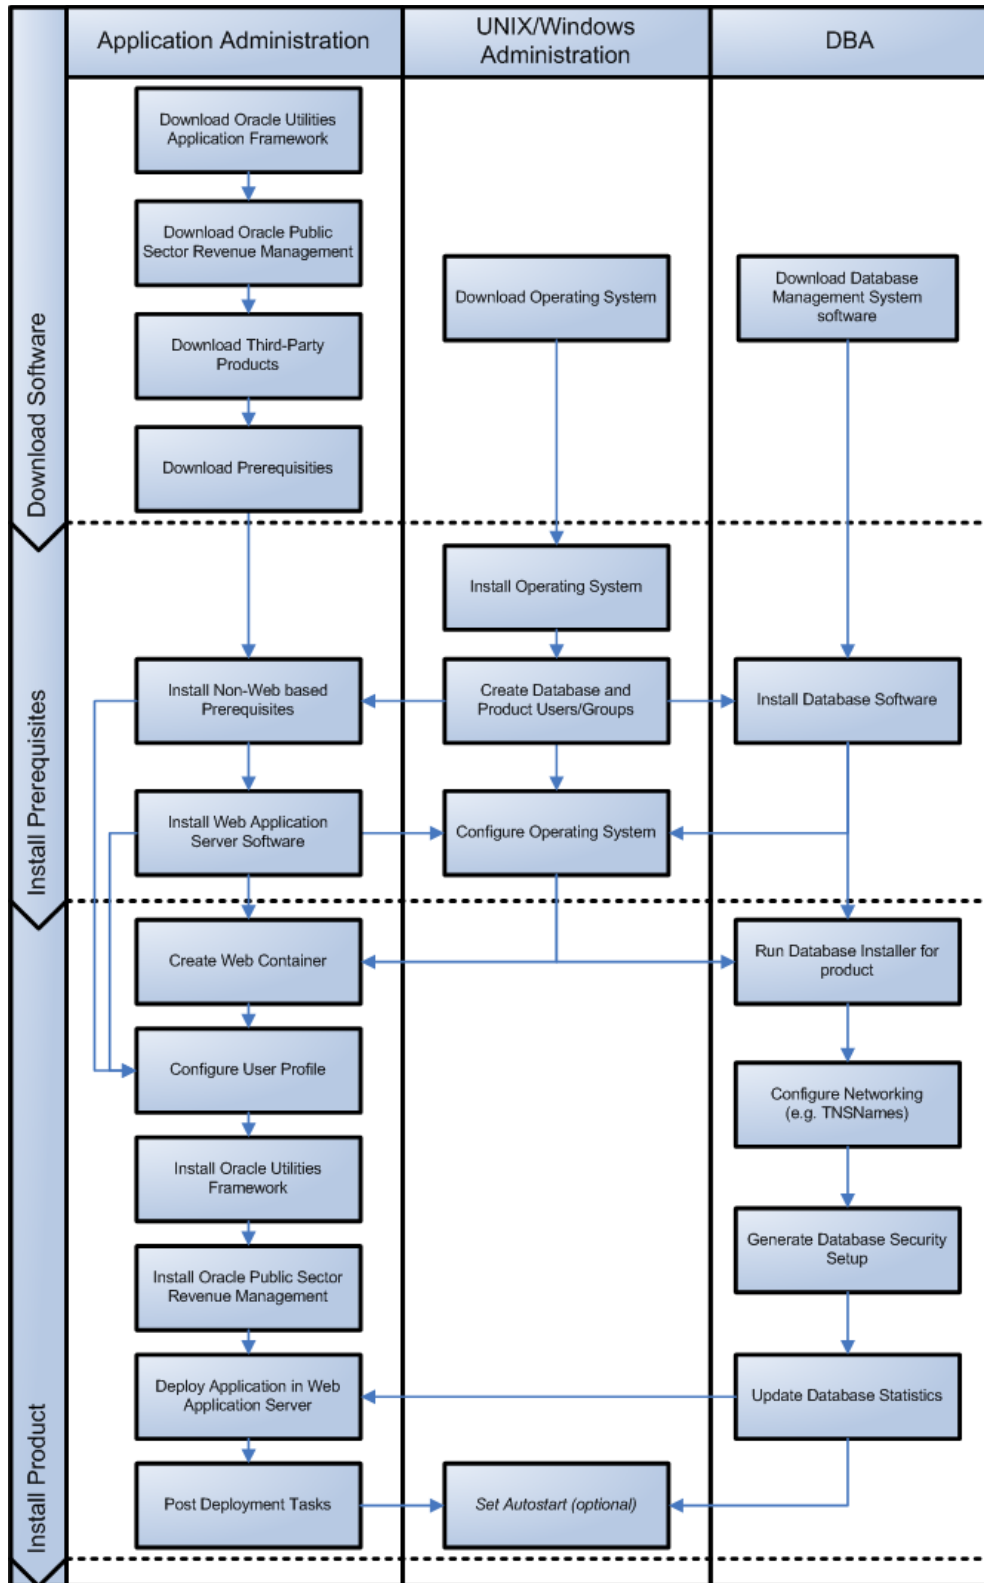 Application Administration
UNIX/Windows
Administration
DBA
Download Software
Download Oracle Utilities
Application Framework
Download Oracle Public
Sector Revenue Management
Download Operating System
Download Database
Management System
software
Download Third-Party
Products
Download Prerequisities
Install Prerequisites
Install Operating System
Install Non-Web based
Prerequisites
Create Database and
Product Users/Groups
Install Database Software
Install Web Application
Server Software
Configure Operating System
Install Product
Create Web Container
Run Database Installer for
product
Configure User Profile
Configure Networking
(e.g. TNSNames)
Install Oracle Utilities
Framework
Generate Database Security
Setup
Install Oracle Public Sector
Revenue Management
Deploy Application in Web
Application Server
Update Database Statistics
Post Deployment Tasks
Set Autostart (optional)